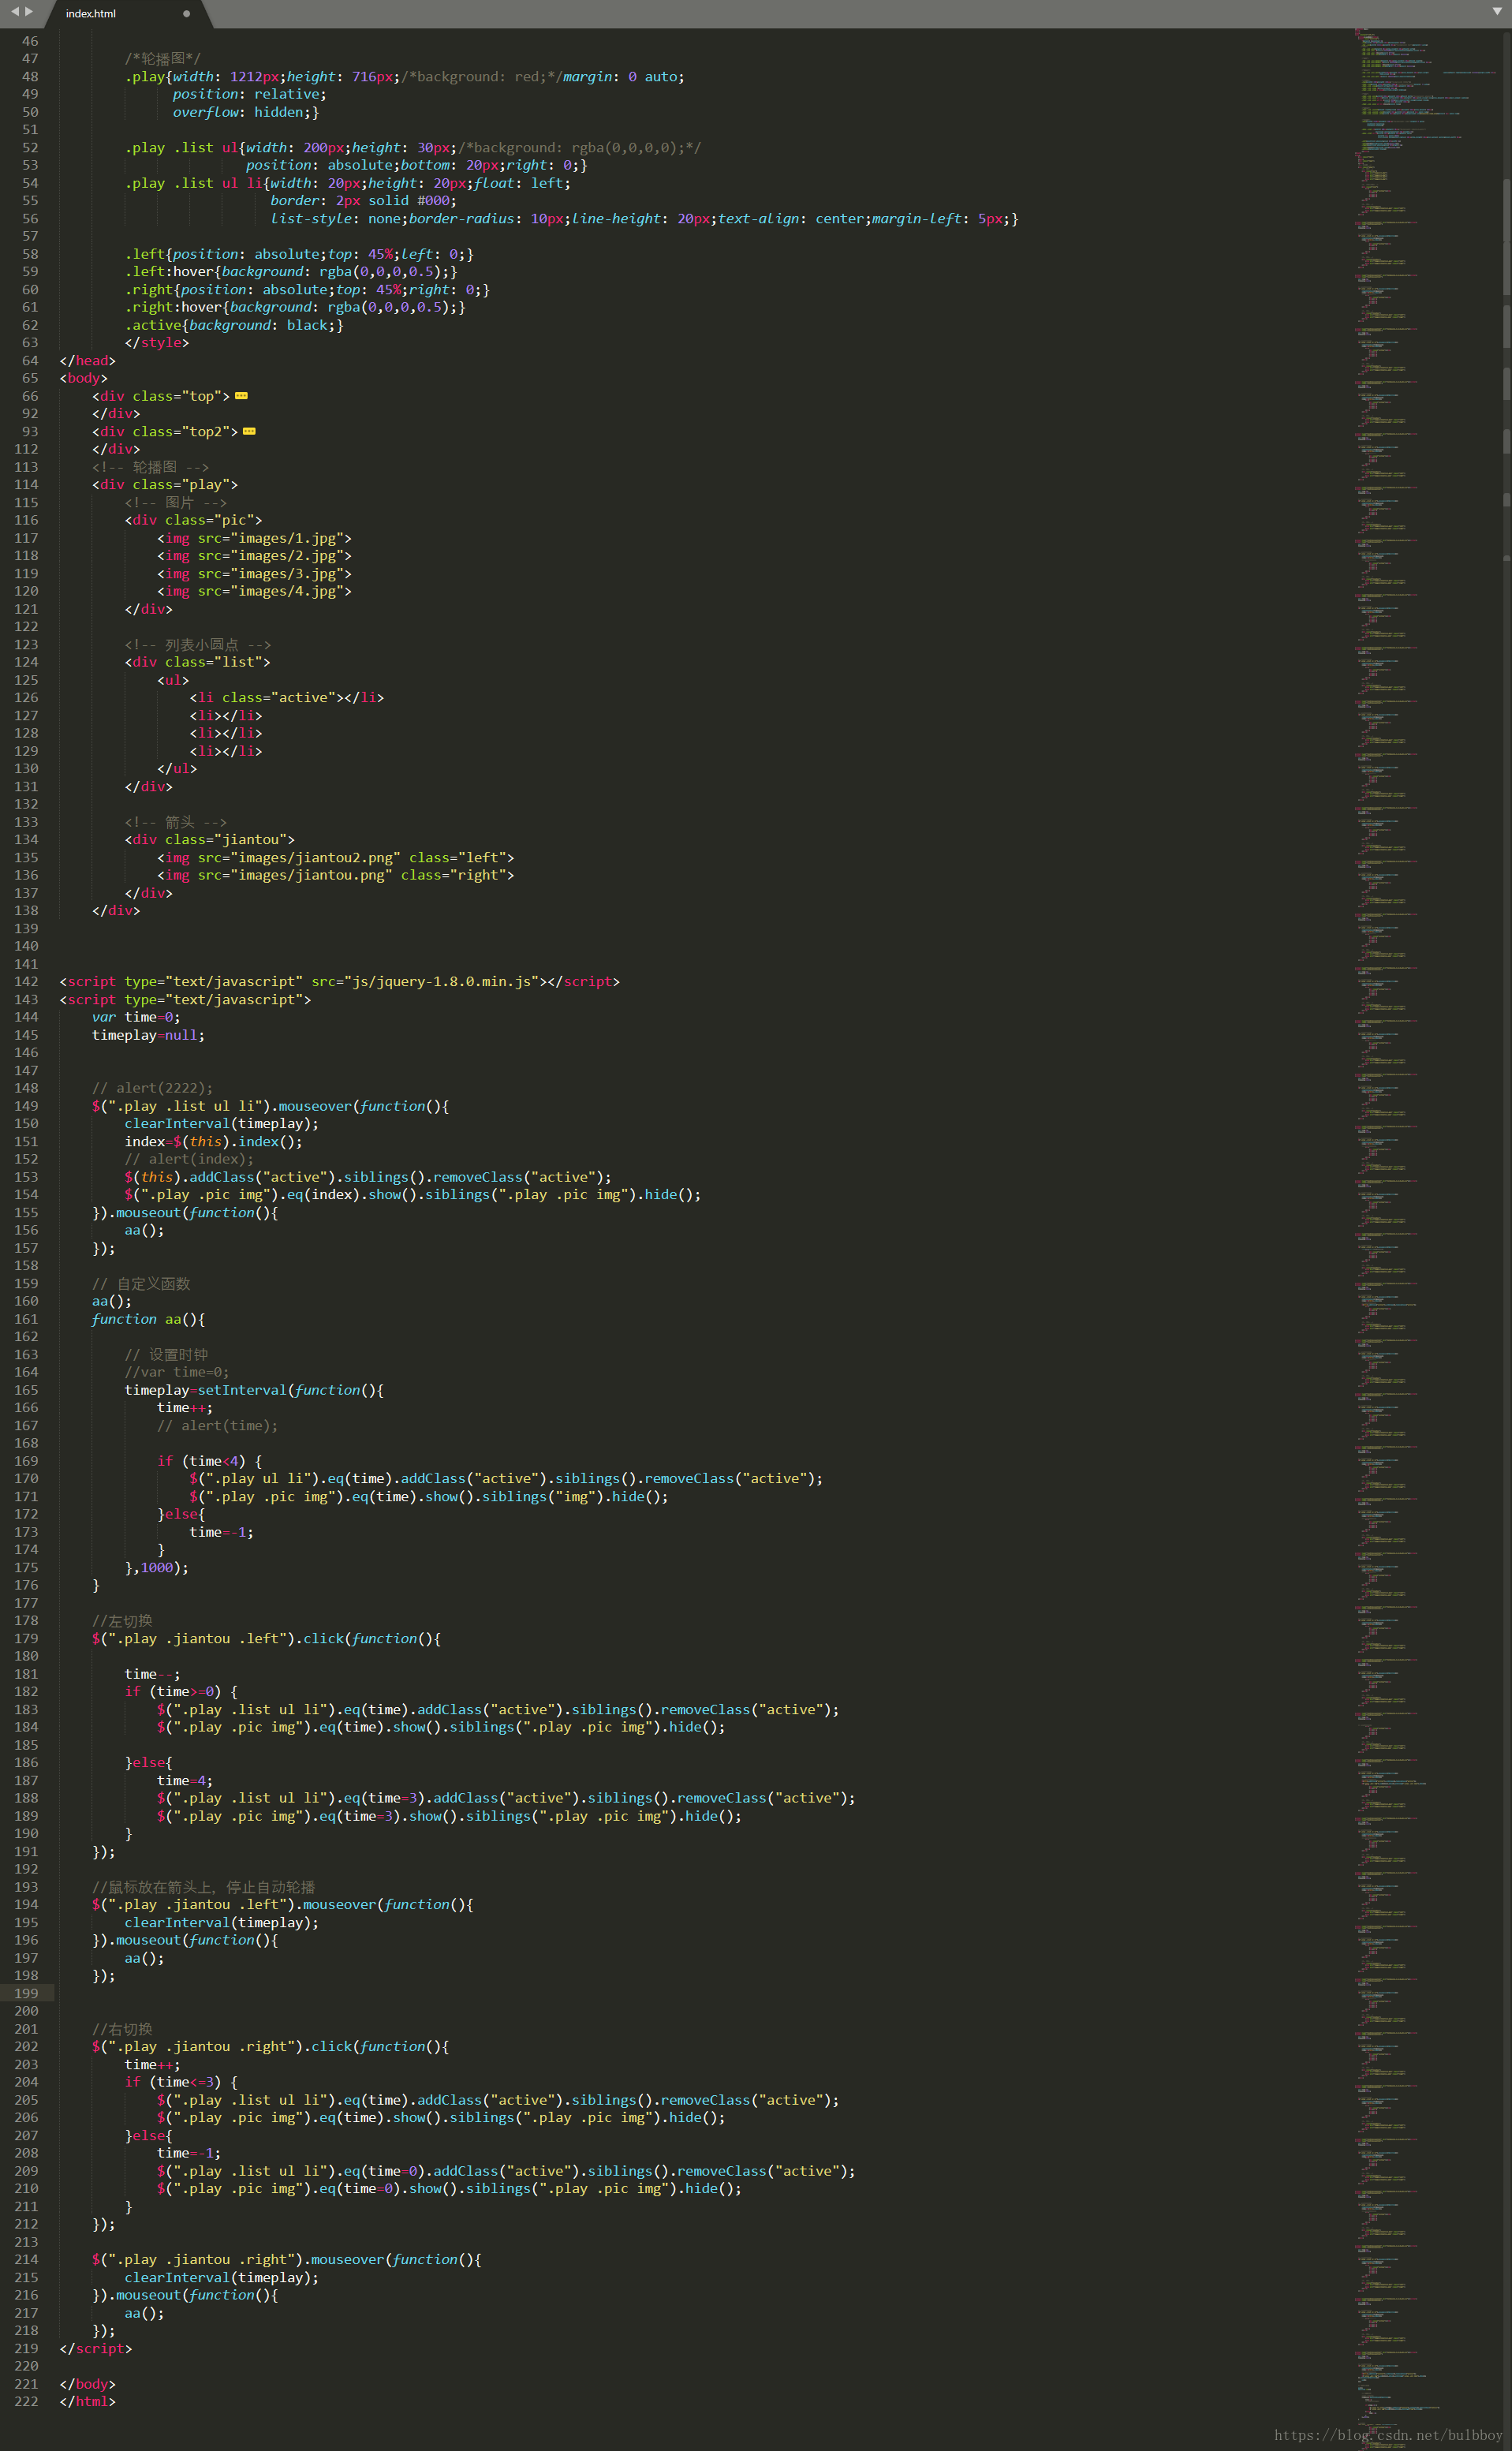 index.html
46
47 /*轮播图*/
48 .play{width: 1212px;height: 716px;/*background: red;*/margin: 0 auto;
49 position: relative;
50 overflow: hidden;}
51
52 .play .list ul{width: 200px;height: 30px;/*background: rgba(0,0,0,0);*/
53 position: absolute;bottom: 20px;right: 0;}
54 .play .list ul li{width: 20px;height: 20px;float: left;
55 border: 2px solid #000;
56 list-style: none;border-radius: 10px;line-height: 20px;text-align: center;margin-left: 5px;}
57
58 .left{position: absolute;top: 45%;left: 0;}
59 .left:hover{background: rgba(0,0,0,0.5);}
60 .right{position: absolute;top: 45%;right: 0;}
61 .right:hover{background: rgba(0,0,0,0.5);}
62 .active{background: black;}
63 </style>
64 </head>
65 <body>
66 <div class="top">
92 </div>
93 <div class="top2">
112 </div>
113 <!-- 轮播图 -->
114 <div class="play">
115 <!-- 图片 -->
116 <div class="pic">
117 <img src="images/1.jpg">
118 <img src="images/2.jpg">
119 <img src="images/3.jpg">
120 <img src="images/4.jpg">
121 </div>
122
123 <!-- 列表小圆点 -->
124 <div class="list">
125 <ul>
126 <li class="active"></li>
127 <li></li>
128 <li></li>
129 <li></li>
130 </ul>
131 </div>
132
133 <!-- 箭头 -->
134 <div class="jiantou">
135 <img src="images/jiantou2.png" class="left">
136 <img src="images/jiantou.png" class="right">
137 </div>
138 </div>
139
140
141
142 <script type="text/javascript" src="js/jquery-1.8.0.min.js"></script>
143 <script type="text/javascript">
144 var time=0;
145 timeplay=null;
146
147
148 // alert(2222);
149 $(".play .list ul li").mouseover(function(){
150 clearInterval(timeplay);
151 index=$(this).index();
152 // alert(index);
153 $(this).addClass("active").siblings().removeClass("active");
154 $(".play .pic img").eq(index).show().siblings(".play .pic img").hide();
155 }).mouseout(function(){
156 aa();
157 });
158
159 // 自定义函数
160 aa();
161 function aa(){
162
163 // 设置时钟
164 //var time=0;
165 timeplay=setInterval(function(){
166 time++;
167 // alert(time);
168
169 if (time<4) {
170 $(".play ul li").eq(time).addClass("active").siblings().removeClass("active");
171 $(".play .pic img").eq(time).show().siblings("img").hide();
172 }else{
173 time=-1;
174 }
175 },1000);
176 }
177
178 //左切换
179 $(".play .jiantou .left").click(function(){
180
181 time--;
182 if (time>=0) {
183 $(".play .list ul li").eq(time).addClass("active").siblings().removeClass("active");
184 $(".play .pic img").eq(time).show().siblings(".play .pic img").hide();
185
186 }else{
187 time=4;
188 $(".play .list ul li").eq(time=3).addClass("active").siblings().removeClass("active");
189 $(".play .pic img").eq(time=3).show().siblings(".play .pic img").hide();
190 }
191 });
192
193 //鼠标放在箭头上，停止自动轮播
194 $(".play .jiantou .left").mouseover(function(){
195 clearInterval(timeplay);
196 }).mouseout(function(){
197 aa();
198 });
199
200
201 //右切换
202 $(".play .jiantou .right").click(function(){
203 time++;
204 if (time<=3) {
205 $(".play .list ul li").eq(time).addClass("active").siblings().removeClass("active");
206 $(".play .pic img").eq(time).show().siblings(".play .pic img").hide();
207 }else{
208 time=-1;
209 $(".play .list ul li").eq(time=0).addClass("active").siblings().removeClass("active");
210 $(".play .pic img").eq(time=0).show().siblings(".play .pic img").hide();
211 }
212 });
213
214 $(".play .jiantou .right").mouseover(function(){
215 clearInterval(timeplay);
216 }).mouseout(function(){
217 aa();
218 });
219 </script>
220
221 </body>
222 </html>
https://blog.csdn.net/bulbboy